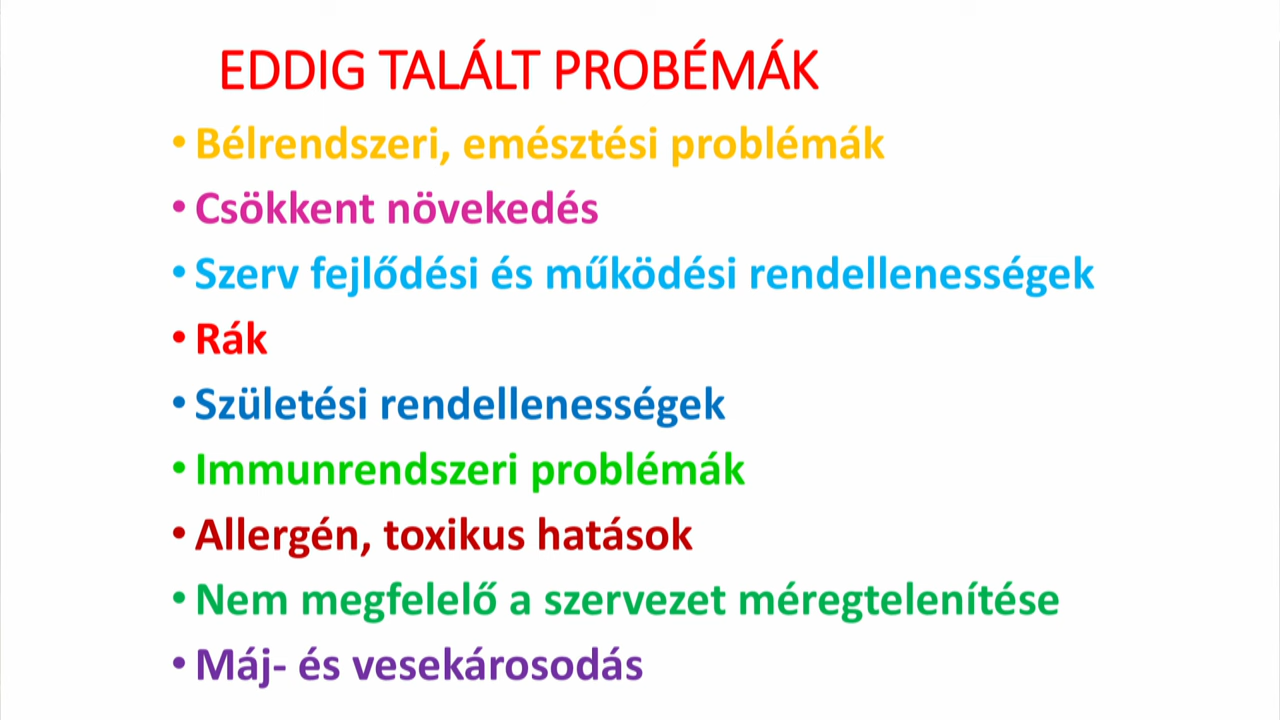 EDDIG TALÁLT PROBÉMÁK
• Bélrendszeri, emésztési problémák
• Csökkent növekedés
• Szerv fejlődési és működési rendellenességek
• Rák
• Születési rendellenességek
• Immunrendszeri problémák
• Allergén, toxikus hatások
• Nem megfelelő a szervezet méregtelenítése
• Máj- és vesekárosodás